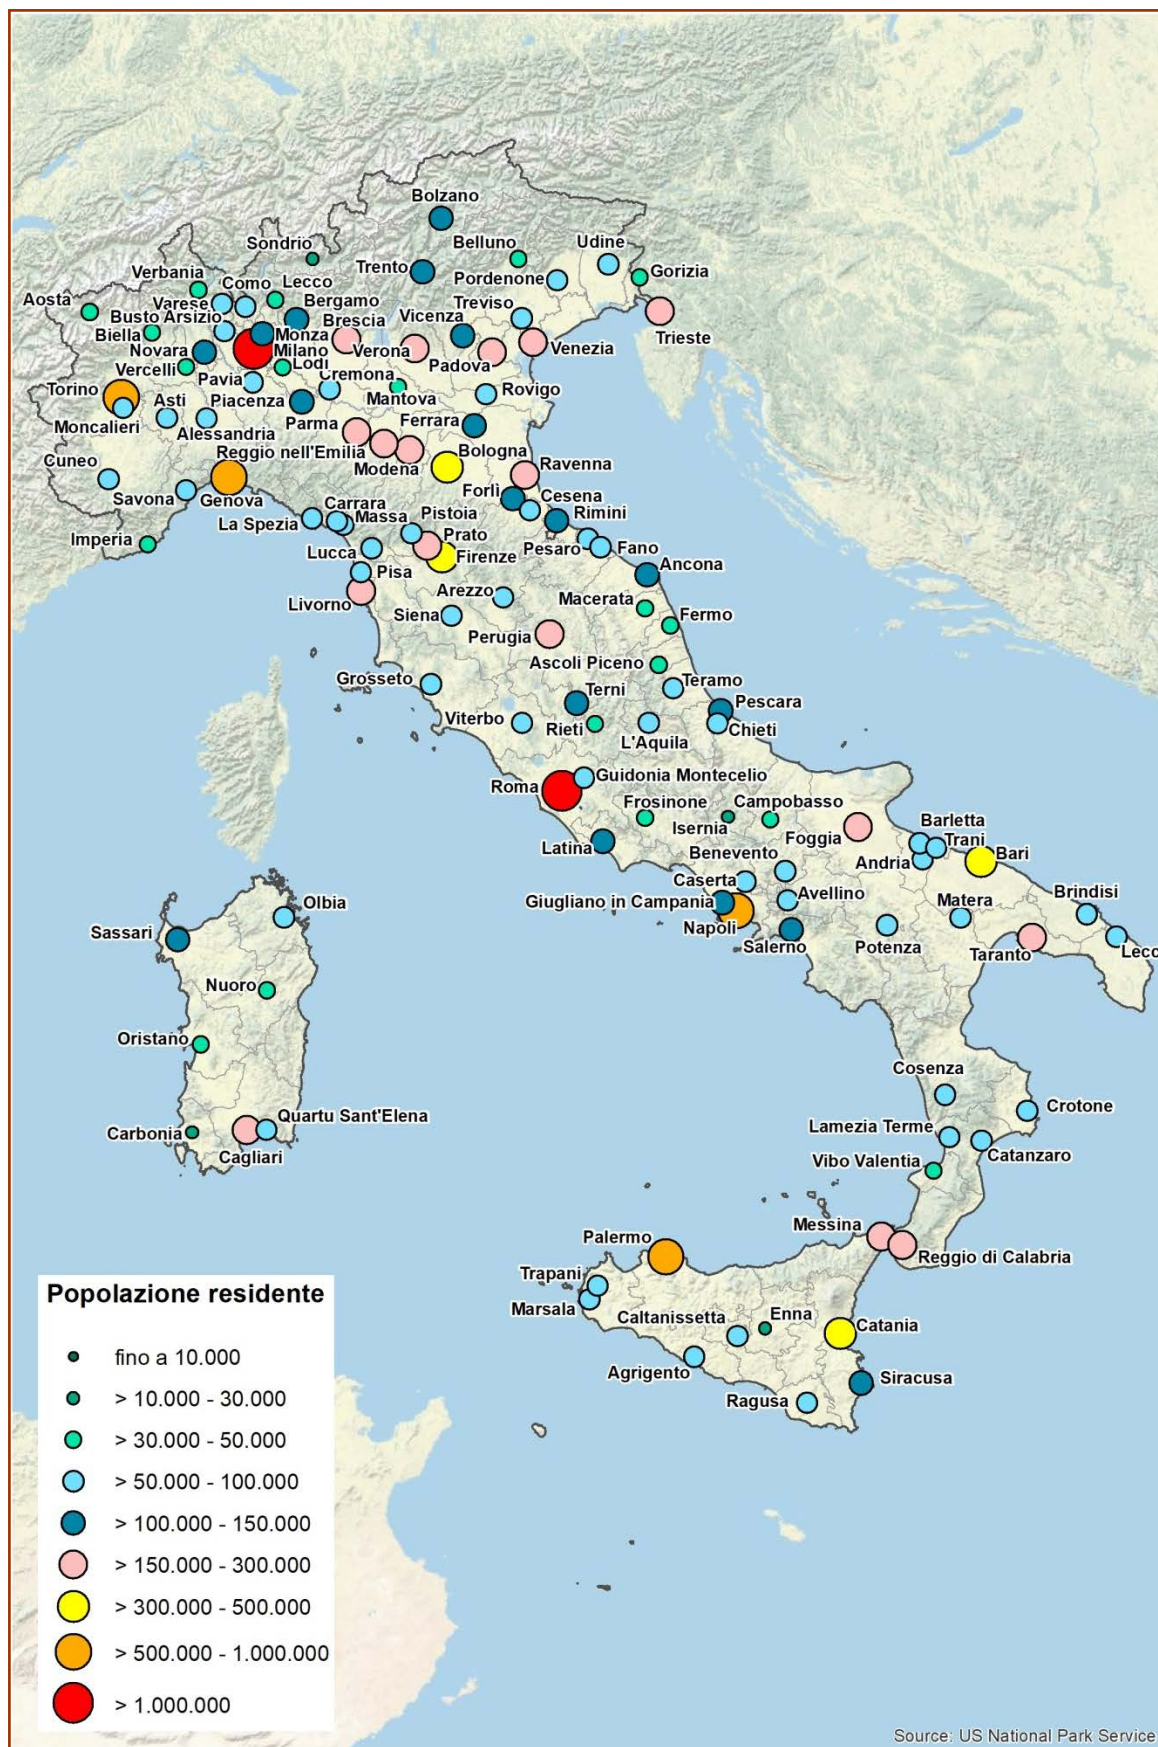 Bolzano
Sondrio
Belluno
Udine
Trento
Pordenone
Gorizia
Verbania
Como
Lecco
Aosta
Varese
Bergamo
Treviso
Busto Arsizio
Brescia
Vicenza
Trieste
Biella
Monza
Novara
Milano
Verona
Venezia
Vercelli
Lodi
Padova
Torino
Pavia
Cremona
Asti
Piacenza
Mantova
Rovigo
Moncalieri
Parma
Ferrara
Alessandria
Cuneo
Reggio nell'Emilia
Bologna
Modena
Ravenna
Savona
Genova
Forlì
Carrara
Cesena
La Spezia
Massa
Pistoia
Rimini
Imperia
Lucca
Prato
Pesaro
Fano
Firenze
Ancona
Pisa
Arezzo
Livorno
Macerata
Siena
Fermo
Perugia
Ascoli Piceno
Grosseto
Teramo
Terni
Pescara
Viterbo
Rieti
L'Aquila
Chieti
Roma
Guidonia Montecelio
Frosinone
Campobasso
Isernia
Barletta
Foggia
Trani
Latina
Benevento
Andria
Bari
Caserta
Brindisi
Olbia
Giugliano in Campania
Avellino
Matera
Sassari
Napoli
Salerno
Potenza
Taranto
Lecc
Nuoro
Oristano
Cosenza
Crotone
Quartu Sant'Elena
Lamezia Terme
Carbonia
Cagliari
Catanzaro
Vibo Valentia
Messina
Palermo
Reggio di Calabria
Trapani
Marsala
Caltanissetta
Enna
Catania
Agrigento
Siracusa
Ragusa
Popolazione residente
fino a 10.000
> 10.000 - 30.000
> 30.000 - 50.000
> 50.000 - 100.000
> 100.000 - 150.000
> 150.000 - 300.000
> 300.000 - 500.000
> 500.000 - 1.000.000
> 1.000.000
Source: US National Park Service